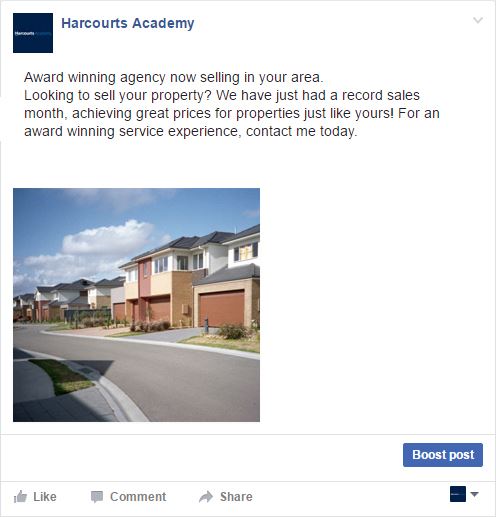 Harcourts Academy
Harcourts Academy
Award winning agency now selling in your area.
Looking to sell your property? We have just had a record sales
month, achieving great prices for properties just like yours! For an
award winning service experience, contact me today.
Boost post
Like
Comment
Share